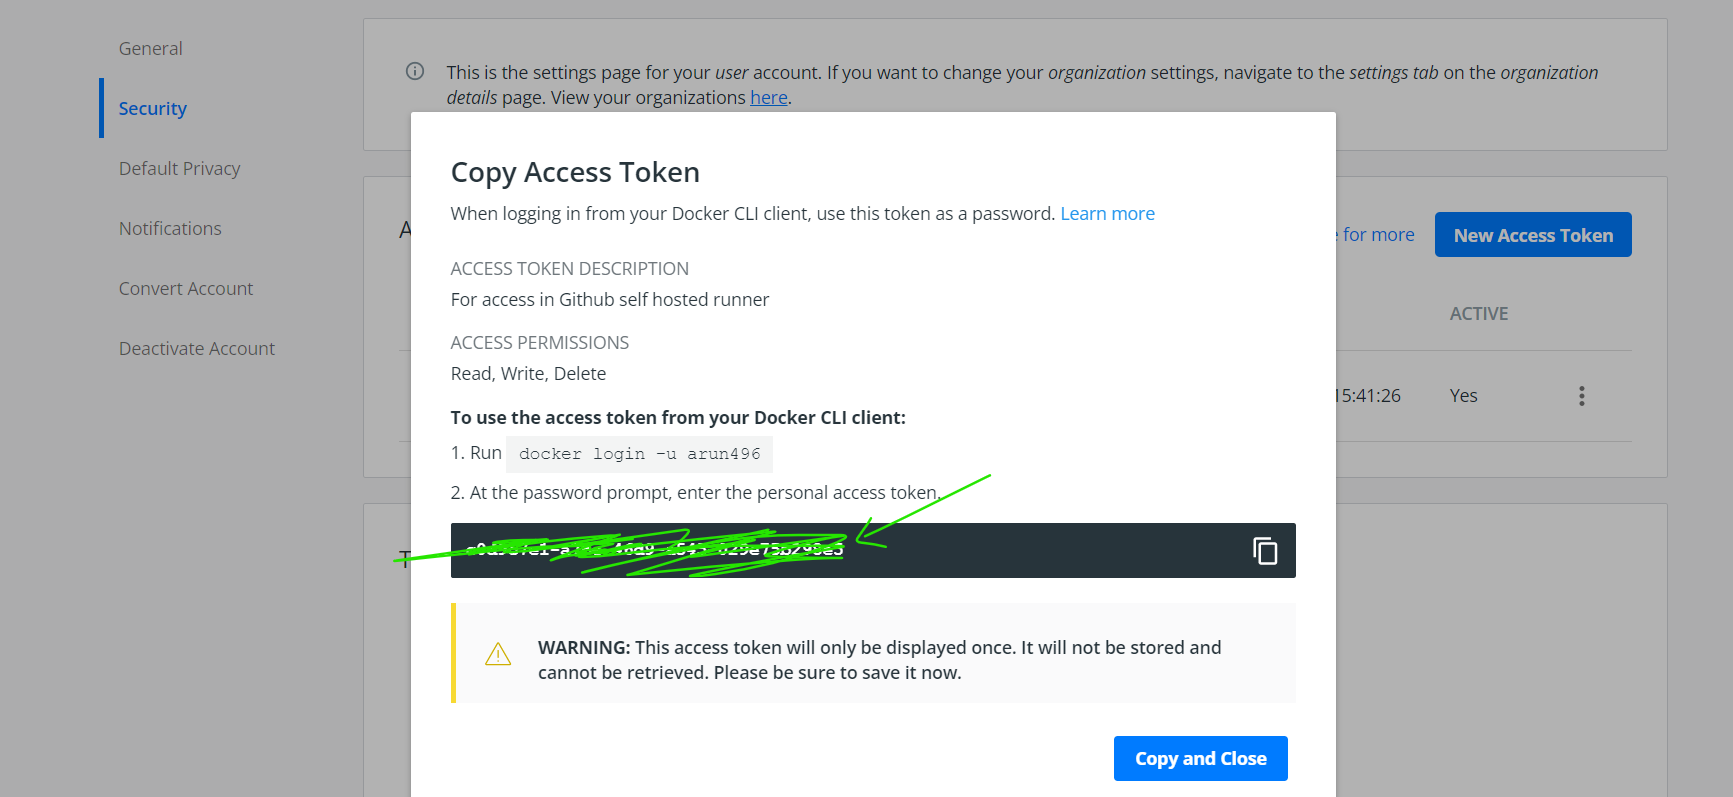 General
Security
Default Privacy
Notifications
Convert Account
Deactivate Account
This is the settings page for your user account. If you want to change your organization settings, navigate to the settings tab on the organization
details page. View your organizations here.
for more
New Access Token
ACTIVE
15:41:26
Yes
Copy Access Token
When logging in from your Docker CLI client, use this token as a password. Learn more
ACCESS TOKEN DESCRIPTION
For access in Github self hosted runner
ACCESS PERMISSIONS
Read, Write, Delete
To use the access token from your Docker CLI client:
1. Run docker login -u arun496
2. At the password prompt, enter the personal access token.
WARNING: This access token will only be displayed once. It will not be stored and
cannot be retrieved. Please be sure to save it now.
Copy and Close